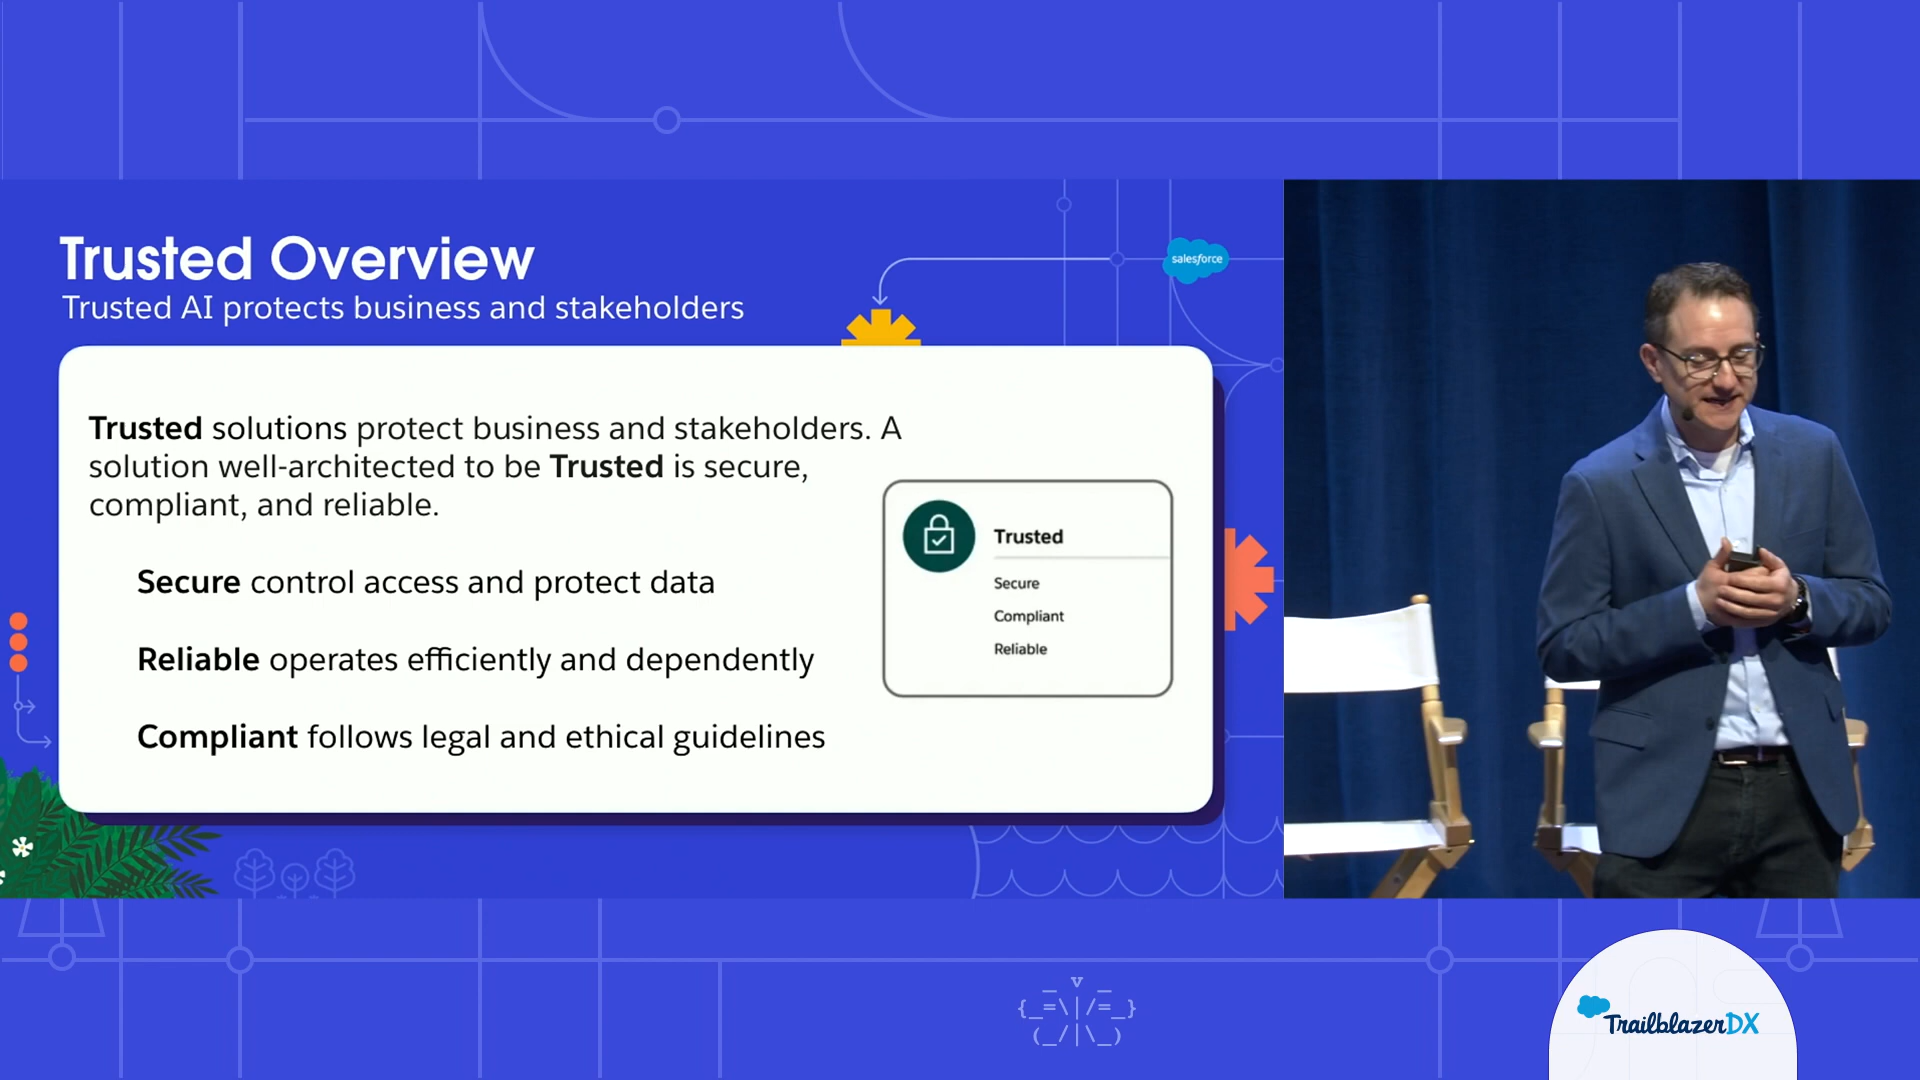 Trusted Overview
Trusted AI protects business and stakeholders
salesforce
Trusted solutions protect business and stakeholders. A
solution well-architected to be Trusted is secure,
compliant, and reliable.
Secure control access and protect data
Reliable operates efficiently and dependently
Compliant follows legal and ethical guidelines
Trusted
Secure
Compliant
Reliable
TrailblazerDX